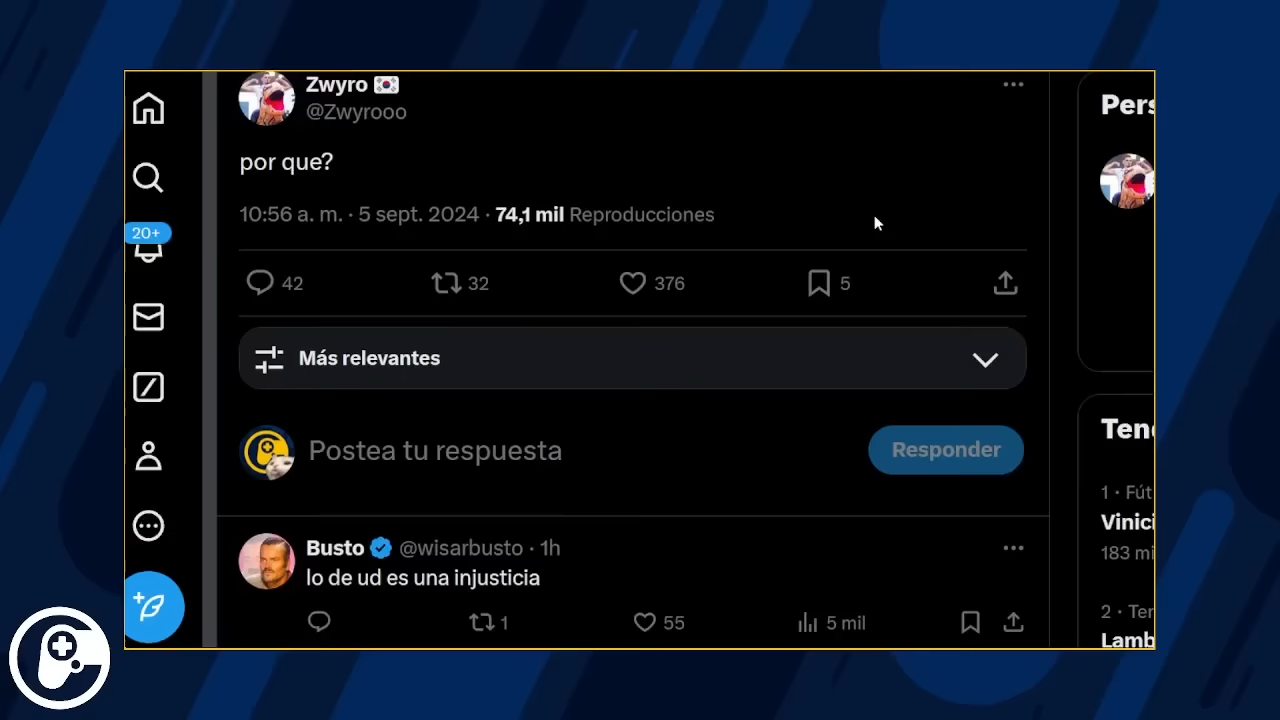 Zwyro 🇰🇷
@Zwyrooo
por que?
10:56 a. m. · 5 sept. 2024 · 74,1 mil Reproducciones
42 32 376 5
Más relevantes
Postea tu respuesta
Responder
Busto @wisarbusto · 1h
lo de ud es una injusticia
1 55 5 mil
20+
Pers
Ten
1 · Fút
Vinici
183 mi
2 · Ter
Lamb